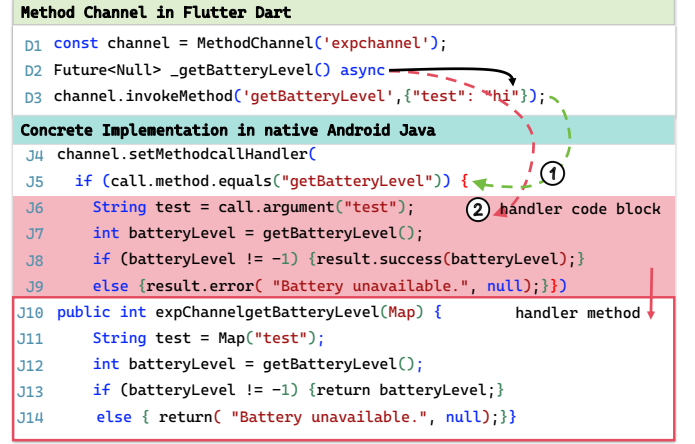 Method Channel in Flutter Dart
D1 const channel = MethodChannel('expchannel');
D2 Future<Null> _getBatteryLevel() async
D3 channel.invokeMethod('getBatteryLevel',{"test": "hi"});
Concrete Implementation in native Android Java
J4 channel.setMethodcallHandler(
1
J5 if (call.method.equals("getBatteryLevel")) {
J6 String test = call.argument("test"); 2 handler code block
J7 int batteryLevel = getBatteryLevel();
J8 if (batteryLevel != -1) {result.success(batteryLevel);}
J9 else {result.error( "Battery unavailable.", null);}})
J10 public int expChannelgetBatteryLevel(Map) { handler method
J11 String test = Map("test");
J12 int batteryLevel = getBatteryLevel();
J13 if (batteryLevel != -1) {return batteryLevel;}
J14 else { return( "Battery unavailable.", null);}}